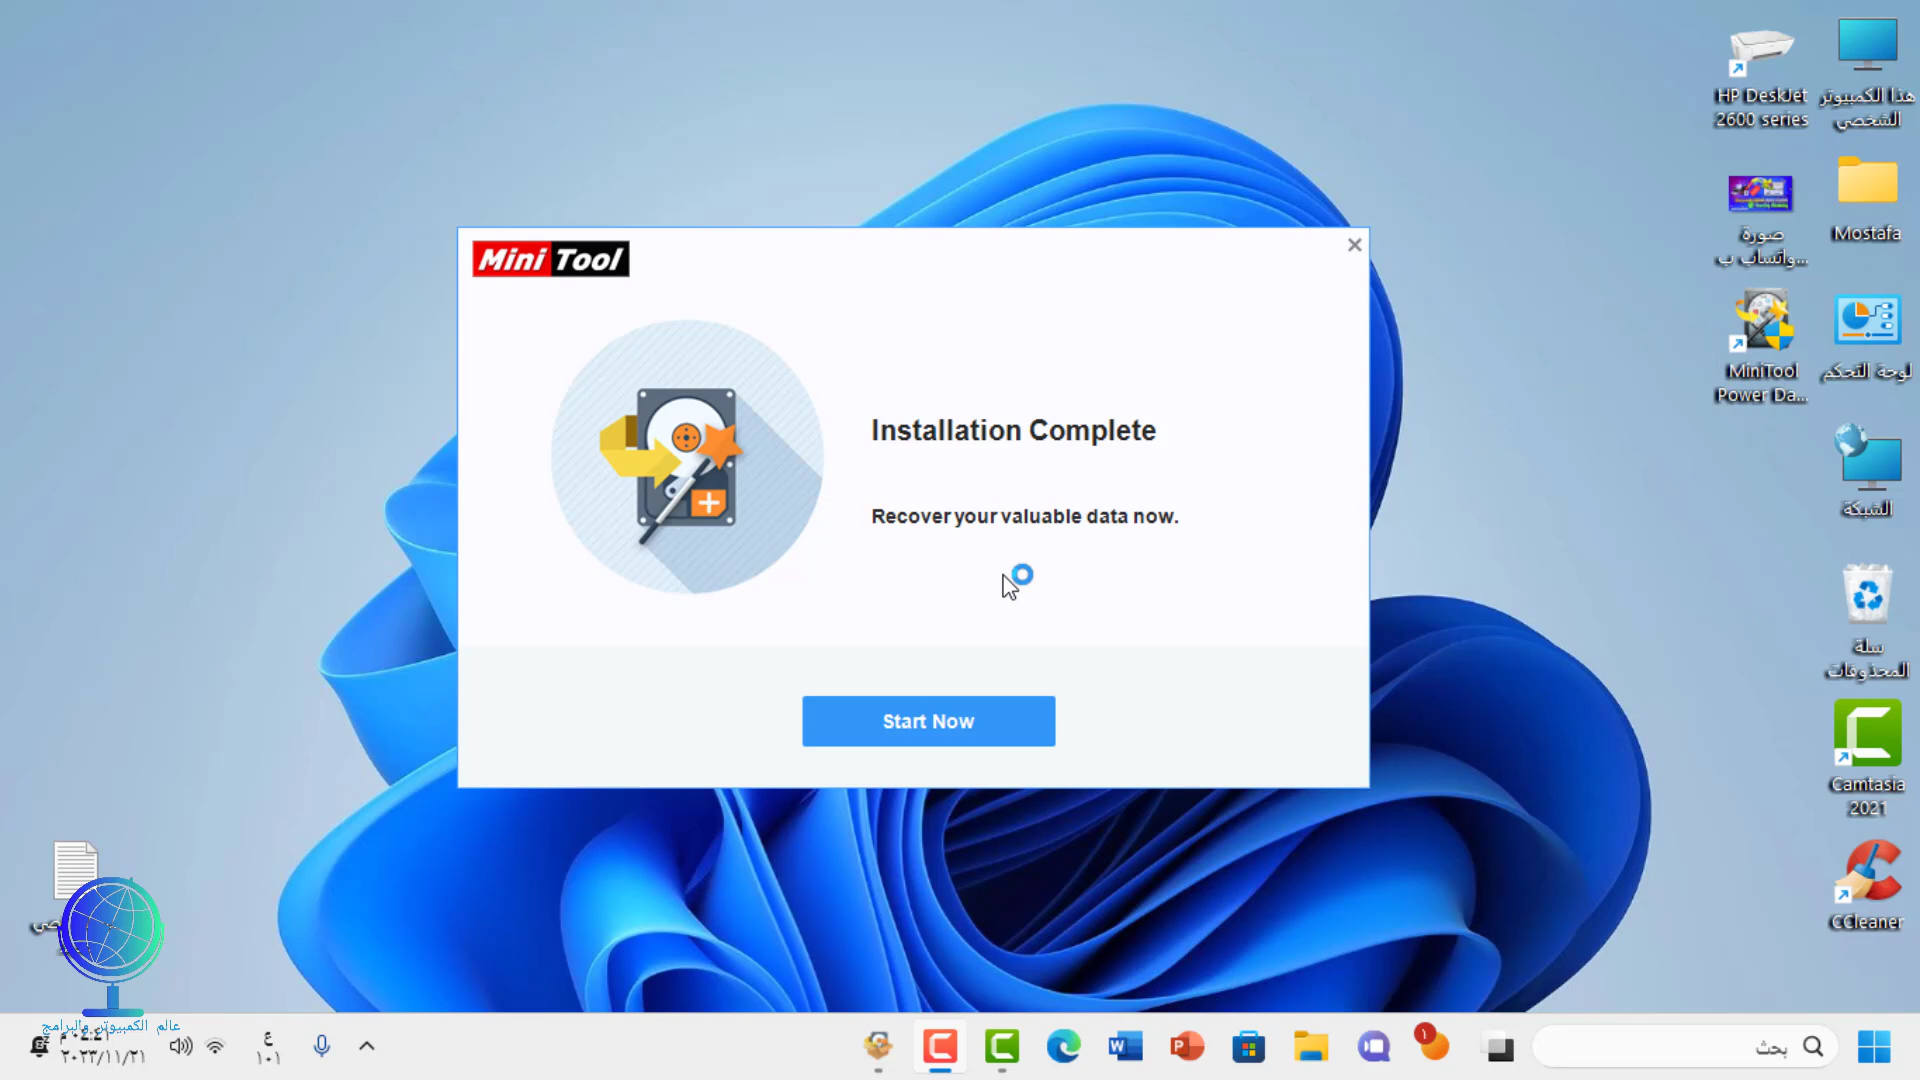 Mini Tool
Installation Complete
Recover your valuable data now.
Start Now
هذا الكمبيوتر
الشخصي
HP DeskJet
2600 series
Mostafa
صورة
واتساب ب...
لوحة التحكم
MiniTool
Power Da...
الشبكة
سلة
المحذوفات
Camtasia
2021
CCleaner
عالم الكمبيوتر والبرامج
بحث
١
ع
١٠١
٢٠٢٣/١١/٢١